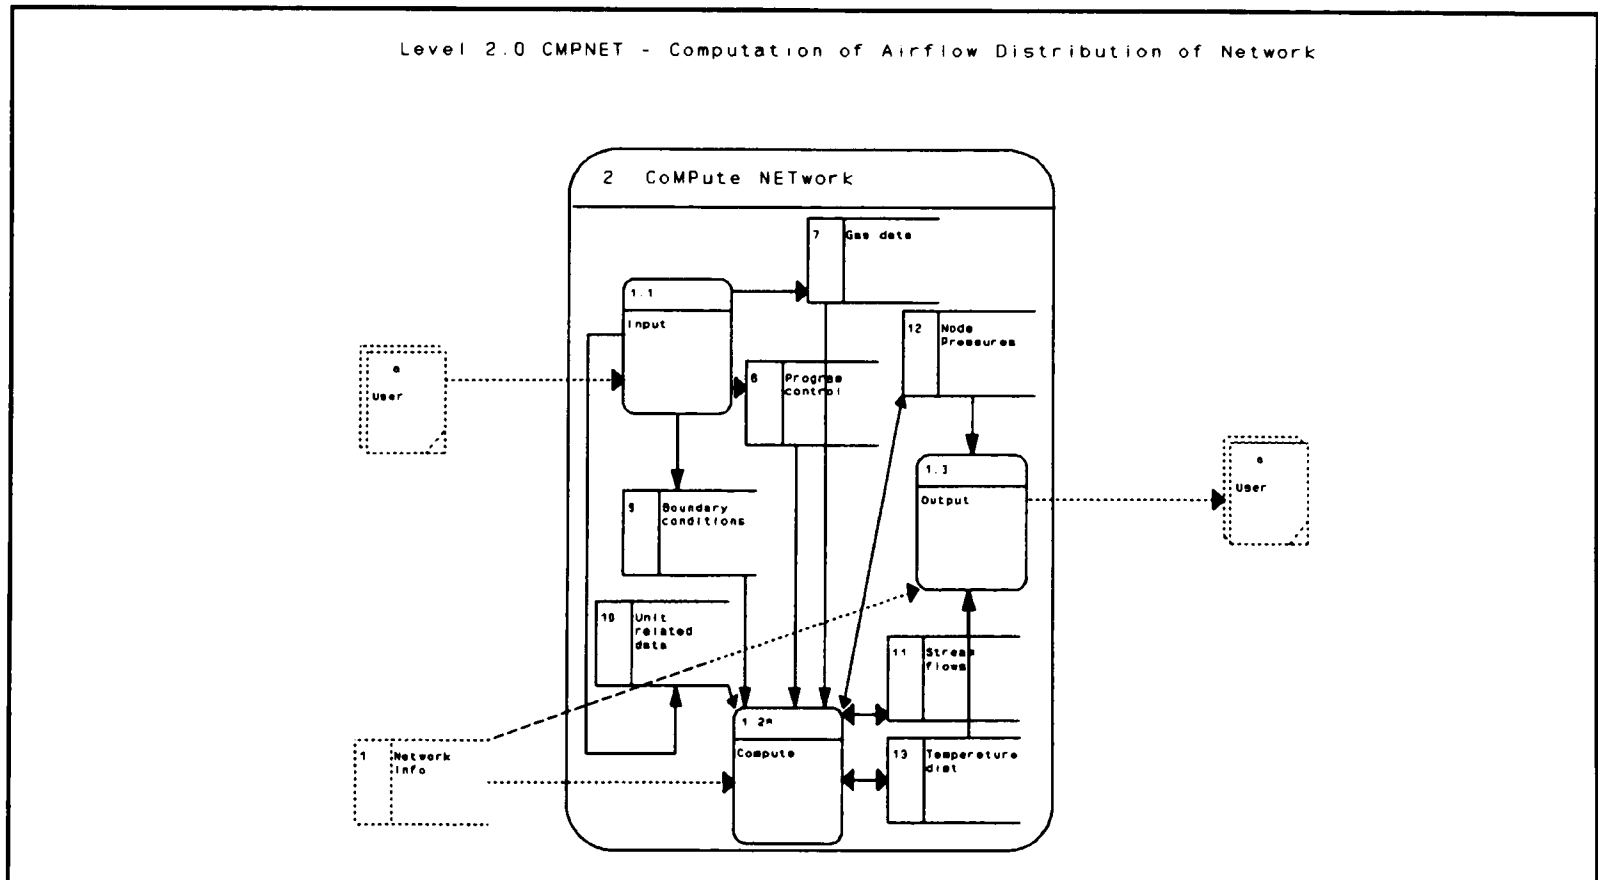 Level 2.0 CMPNET - Computation of Airflow Distribution of Network
2 CoMPute NETwork
7 Gas data
1.1
Input
12 Node
Pressures
a
User
Program
control
1.3
Output
a
User
9 Boundary
conditions
10 Unit
related
data
11 Stream
flows
1.2*
Compute
1 Network
Info
13 Temperature
dist